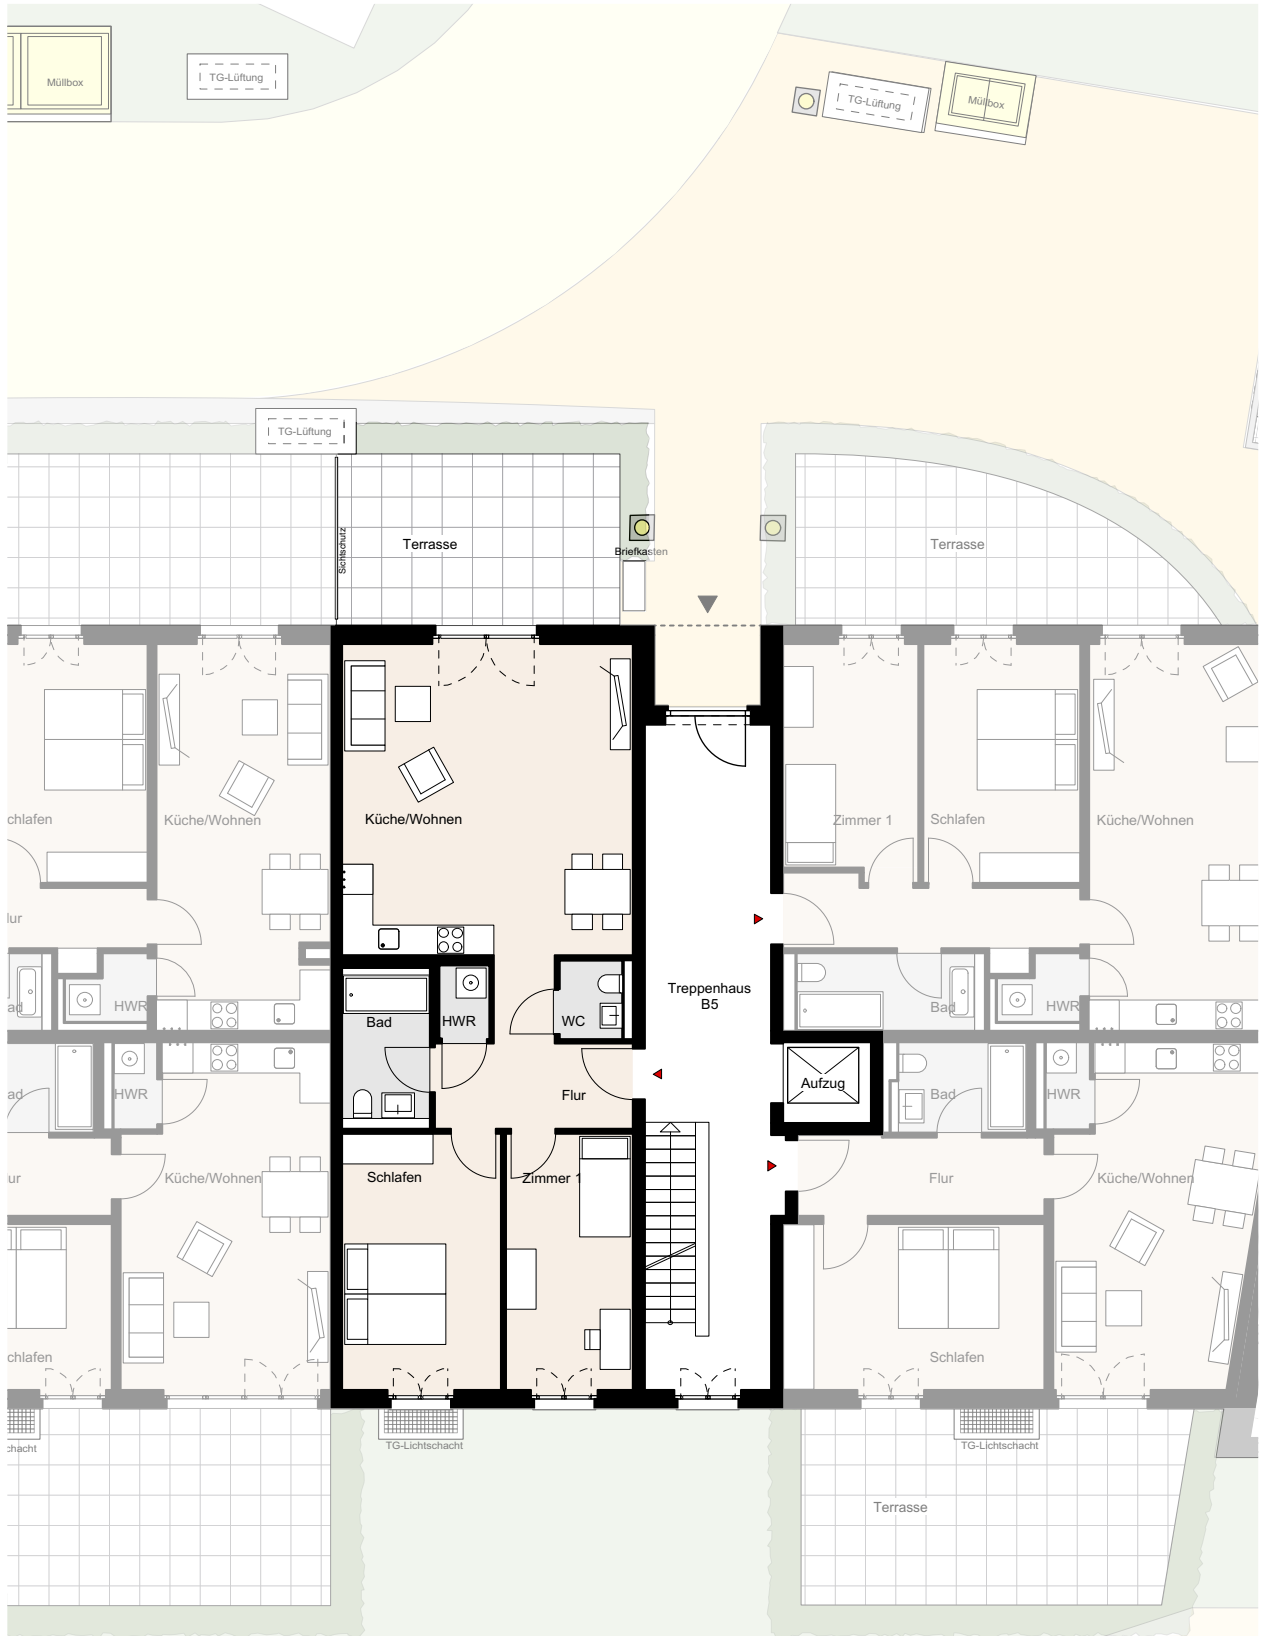 Müllbox
TG-Lüftung
TG-Lüftung
Müllbox
TG-Lüftung
Sichtschutz
Terrasse
Briefkasten
Terrasse
chlafen
Küche/Wohnen
Küche/Wohnen
Zimmer 1
Schlafen
Küche/Wohnen
lur
Treppenhaus
B5
ad
HWR
Bad
HWR
WC
Bad
HWR
ad
HWR
Flur
Aufzug
Bad
HWR
ur
Küche/Wohnen
Schlafen
Zimmer 1
Flur
Küche/Wohnen
chlafen
Schlafen
chacht
TG-Lichtschacht
TG-Lichtschacht
Terrasse